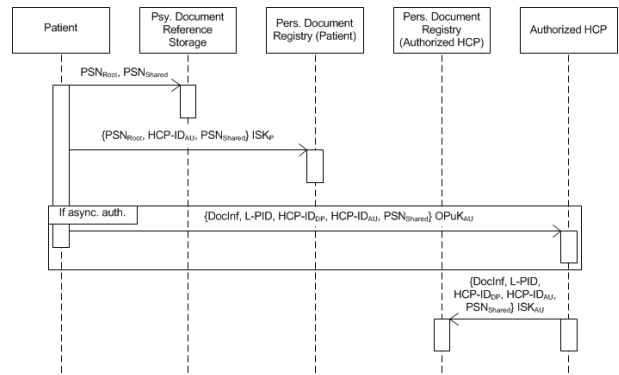 Patient
Psy. Document
Reference
Storage
Pers. Document
Registry (Patient)
Pers. Document
Registry
(Authorized HCP)
Authorized HCP
PSNRoot, PSNShared
{PSNRoot, HCP-IDAU, PSNShared} ISKIP
If async. auth.
{DocInf, L-PID, HCP-IDDP, HCP-IDAU, PSNShared} OPuKAU
{DocInf, L-PID,
HCP-IDDP, HCP-IDAU,
PSNShared} ISKAU